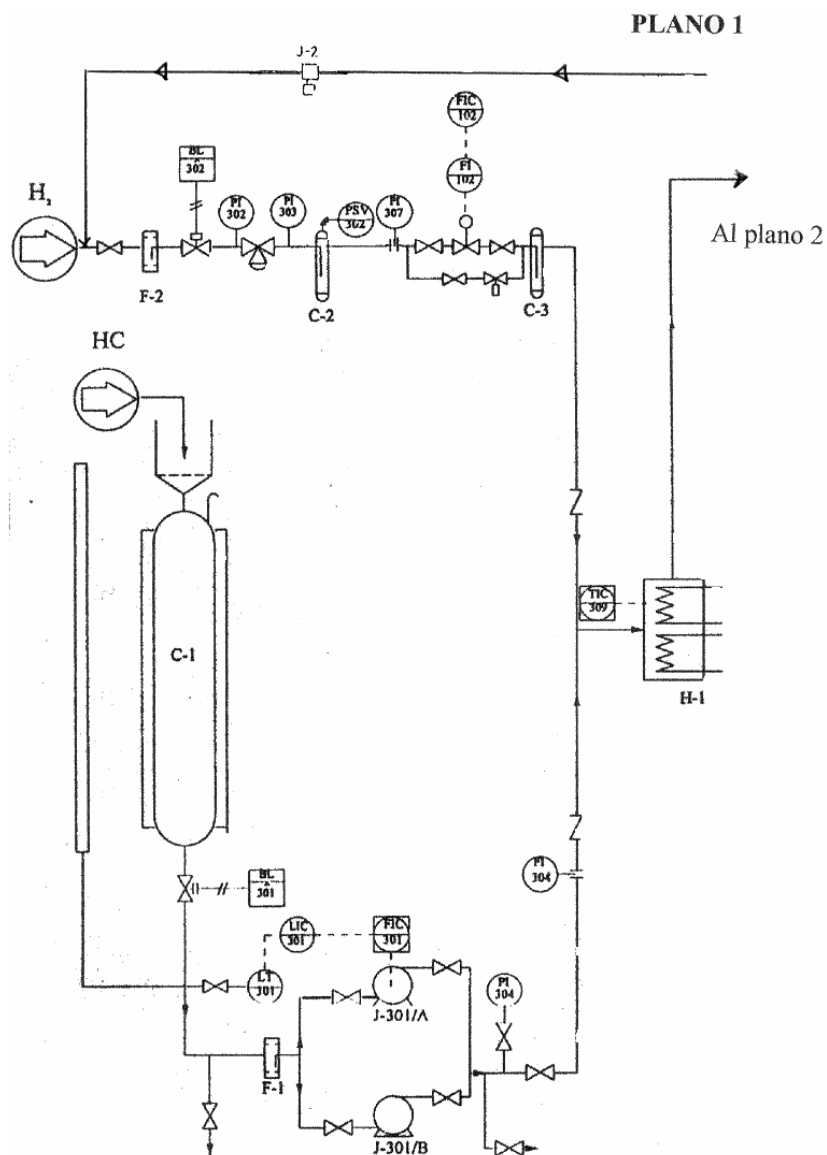 PLANO 1
J-2
FIC
102
BL
302
FI
102
H₂
PI
302
PI
303
PSV
302
PI
307
Al plano 2
F-2
C-2
C-3
HC
TIC
309
C-1
H-1
FI
304
BL
301
LIC
301
FIC
301
LT
301
PI
304
J-301/A
F-1
J-301/B